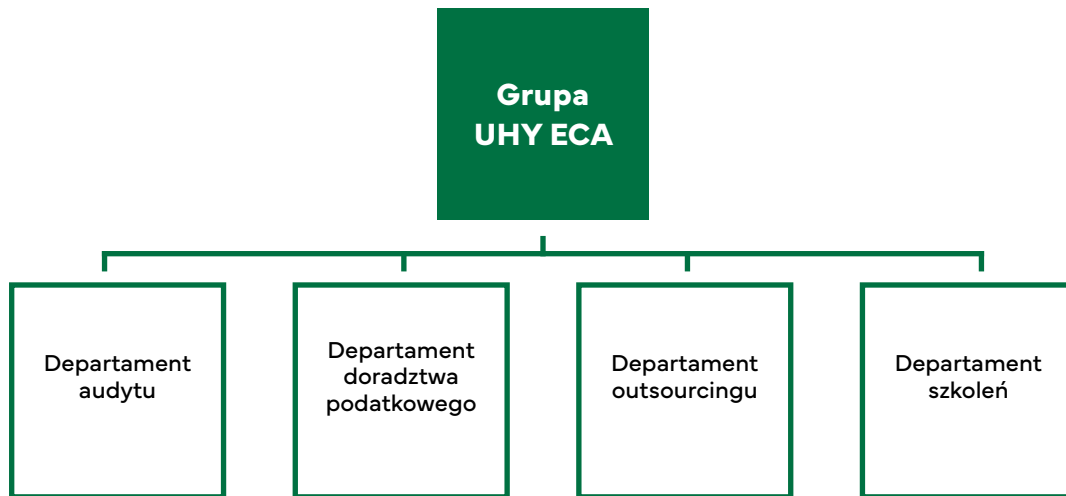 Grupa
UHY ECA
Departament
audytu
Departament
doradztwa
podatkowego
Departament
outsourcingu
Departament
szkoleń